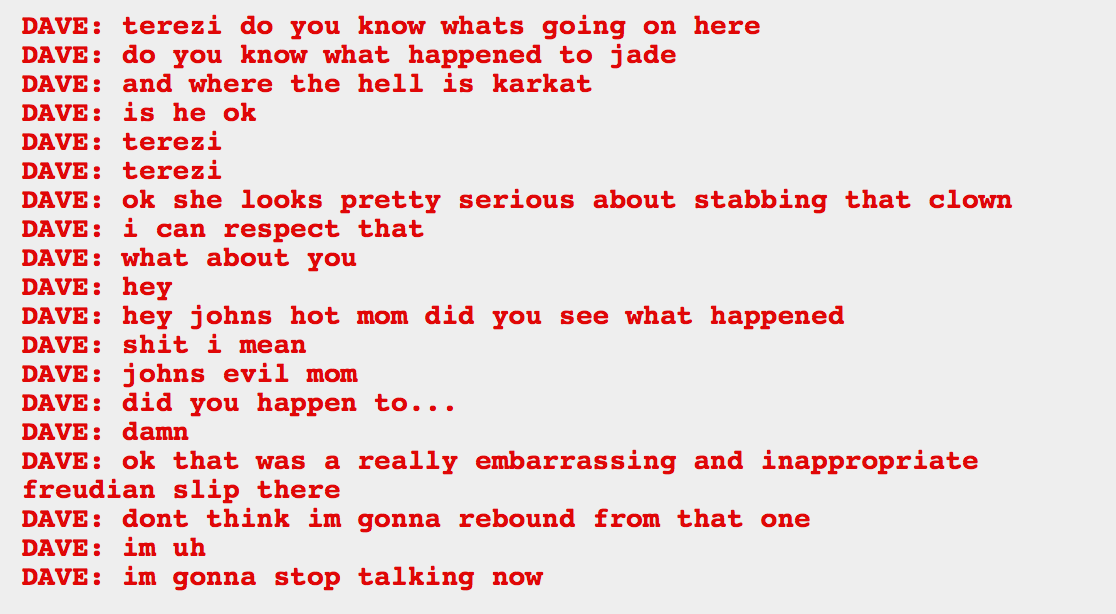 DAVE: terezi do you know whats going on here
DAVE: do you know what happened to jade
DAVE: and where the hell is karkat
DAVE: is he ok
DAVE: terezi
DAVE: terezi
DAVE: ok she looks pretty serious about stabbing that clown
DAVE: i can respect that
DAVE: what about you
DAVE: hey
DAVE: hey johns hot mom did you see what happened
DAVE: shit i mean
DAVE: johns evil mom
DAVE: did you happen to...
DAVE: damn
DAVE: ok that was a really embarrassing and inappropriate
freudian slip there
DAVE: dont think im gonna rebound from that one
DAVE: im uh
DAVE: im gonna stop talking now